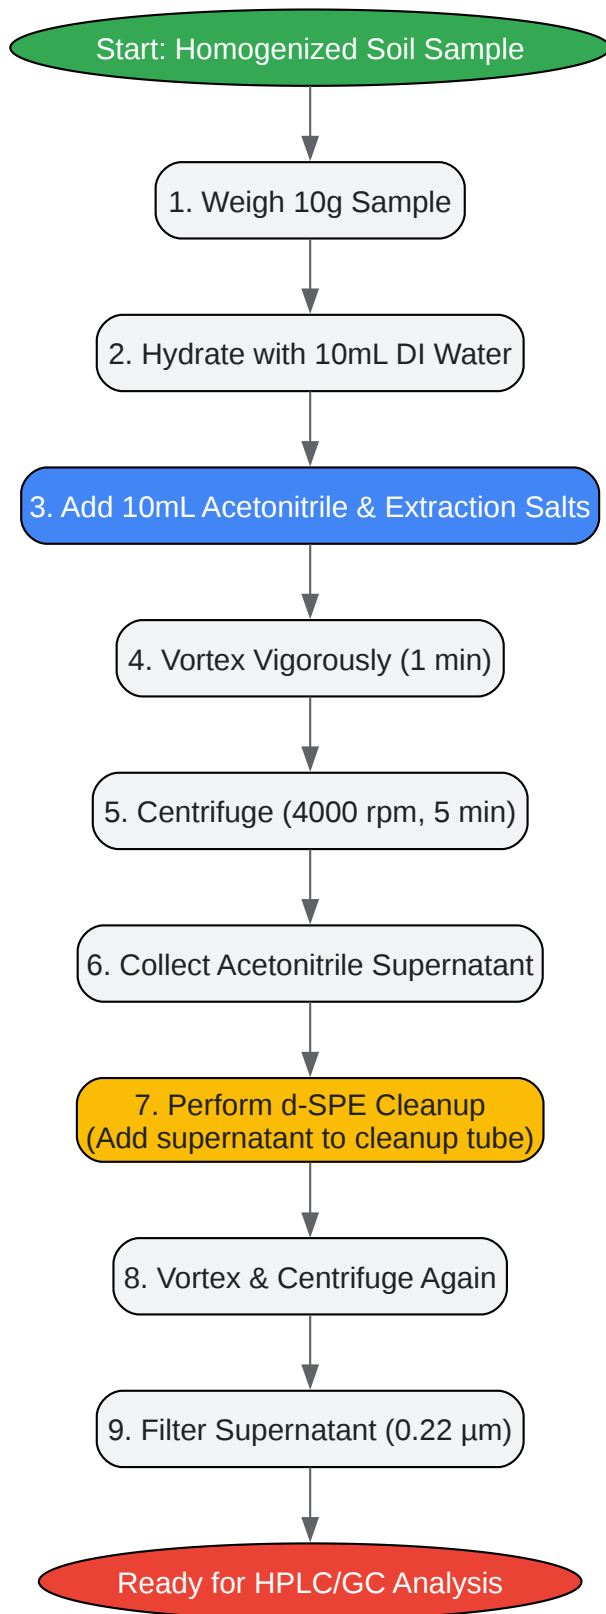 Start: Homogenized Soil Sample
1. Weigh 10g Sample
2. Hydrate with 10mL DI Water
3. Add 10mL Acetonitrile & Extraction Salts
4. Vortex Vigorously (1 min)
5. Centrifuge (4000 rpm, 5 min)
6. Collect Acetonitrile Supernatant
7. Perform d-SPE Cleanup
(Add supernatant to cleanup tube)
8. Vortex & Centrifuge Again
9. Filter Supernatant (0.22 µm)
Ready for HPLC/GC Analysis